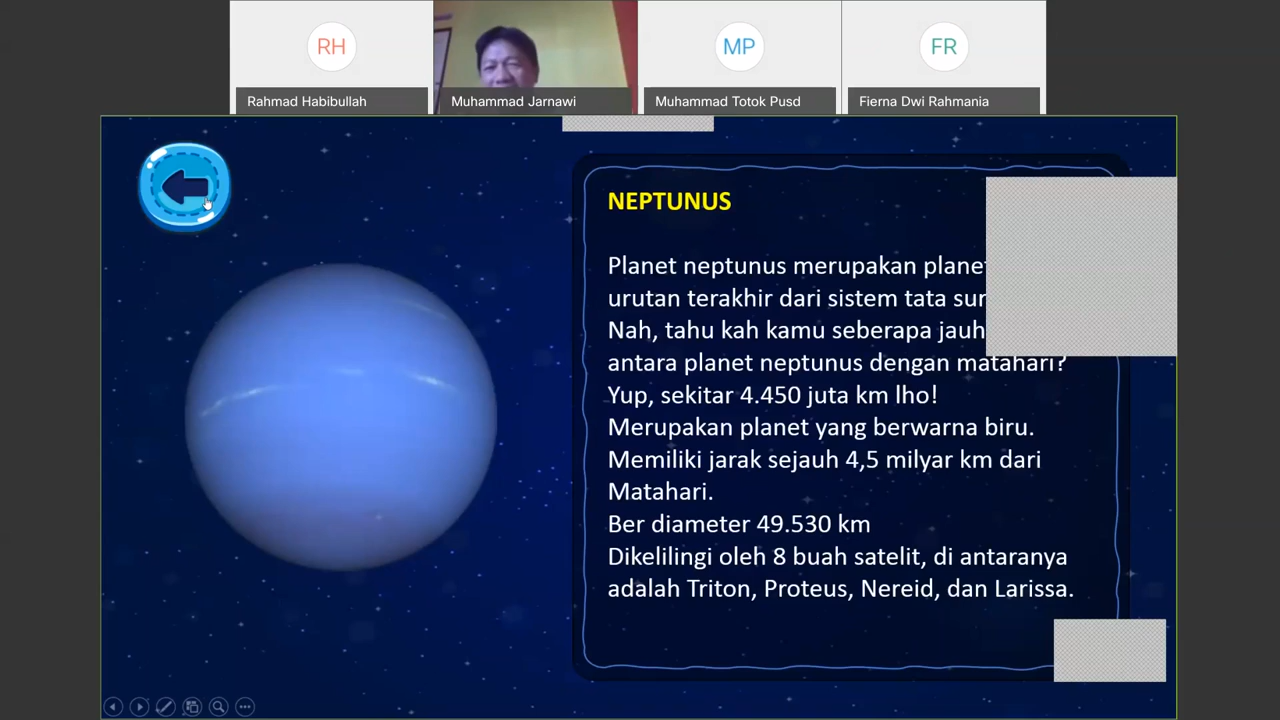 RH
MP
FR
Rahmad Habibullah
Muhammad Jarnawi
Muhammad Totok Pusd
Fierna Dwi Rahmania
NEPTUNUS
Planet neptunus merupakan planet
urutan terakhir dari sistem tata
Nah, tahu kah kamu seberapa jauh
antara planet neptunus dengan matahari?
Yup, sekitar 4.450 juta km lho!
Merupakan planet yang berwarna biru.
Memiliki jarak sejauh 4,5 milyar km dari
Matahari.
Ber diameter 49.530 km
Dikelilingi oleh 8 buah satelit, di antaranya
adalah Triton, Proteus, Nereid, dan Larissa.